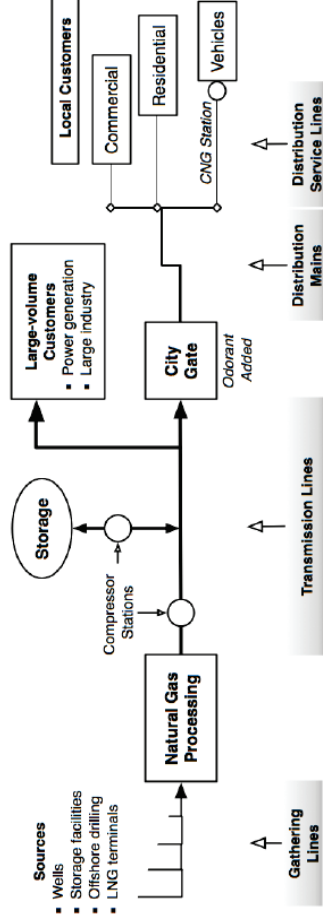 Sources
▪ Wells
▪ Storage facilities
▪ Offshore drilling
▪ LNG terminals
Natural Gas
Processing
Compressor
Stations
Storage
Large-volume
Customers
▪ Power generation
▪ Large industry
City
Gate
Odorant
Added
Local Customers
Commercial
Residential
CNG Station
Vehicles
Gathering
Lines
Transmission Lines
Distribution
Mains
Distribution
Service Lines